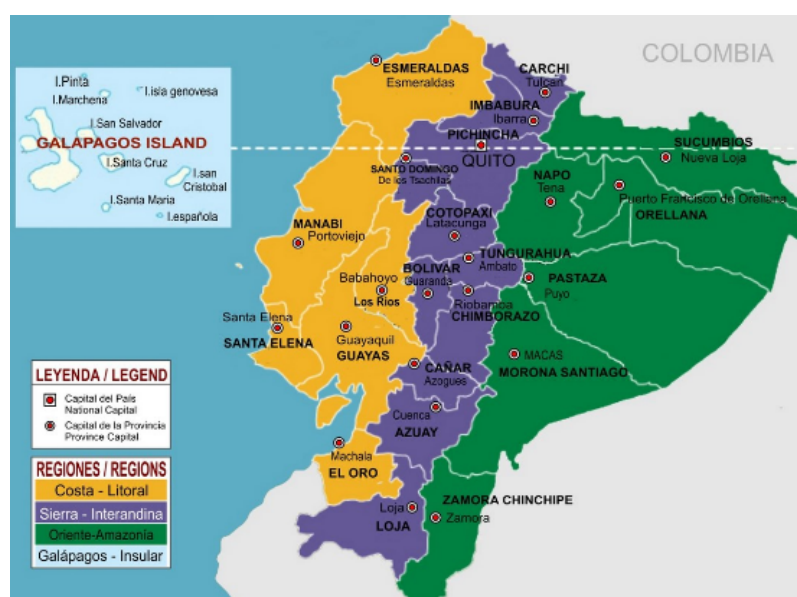 COLOMBIA
ESMERALDAS
Esmeraldas
CARCHI
Tulcan
IMBABURA
Ibarra
PICHINCHA
QUITO
SANTO DOMINGO
De los Tsachilas
SUCUMBIOS
Nueva Loja
NAPO
Tena
Puerto Francisco de Orellana
ORELLANA
COTOPAXI
Latacunga
MANABI
Portoviejo
TUNGURAHUA
Ambato
BOLIVAR
Guaranda
PASTAZA
Puyo
Babahoyo
Los Rios
Riobamba
CHIMBORAZO
Santa Elena
SANTA ELENA
Guayaquil
GUAYAS
MACAS
MORONA SANTIAGO
CAÑAR
Azogues
Cuenca
AZUAY
Machala
EL ORO
Loja
LOJA
ZAMORA CHINCHIPE
Zamora
I.Pinta
I.Marchena
I.isla genovesa
I.San Salvador
GALAPAGOS ISLAND
I.Santa Cruz
I.san
Cristobal
I.Santa Maria
I.española
LEYENDA / LEGEND
Capital del País
National Capital
Capital de la Provincia
Province Capital
REGIONES / REGIONS
Costa - Litoral
Sierra - Interandina
Oriente-Amazonía
Galápagos - Insular